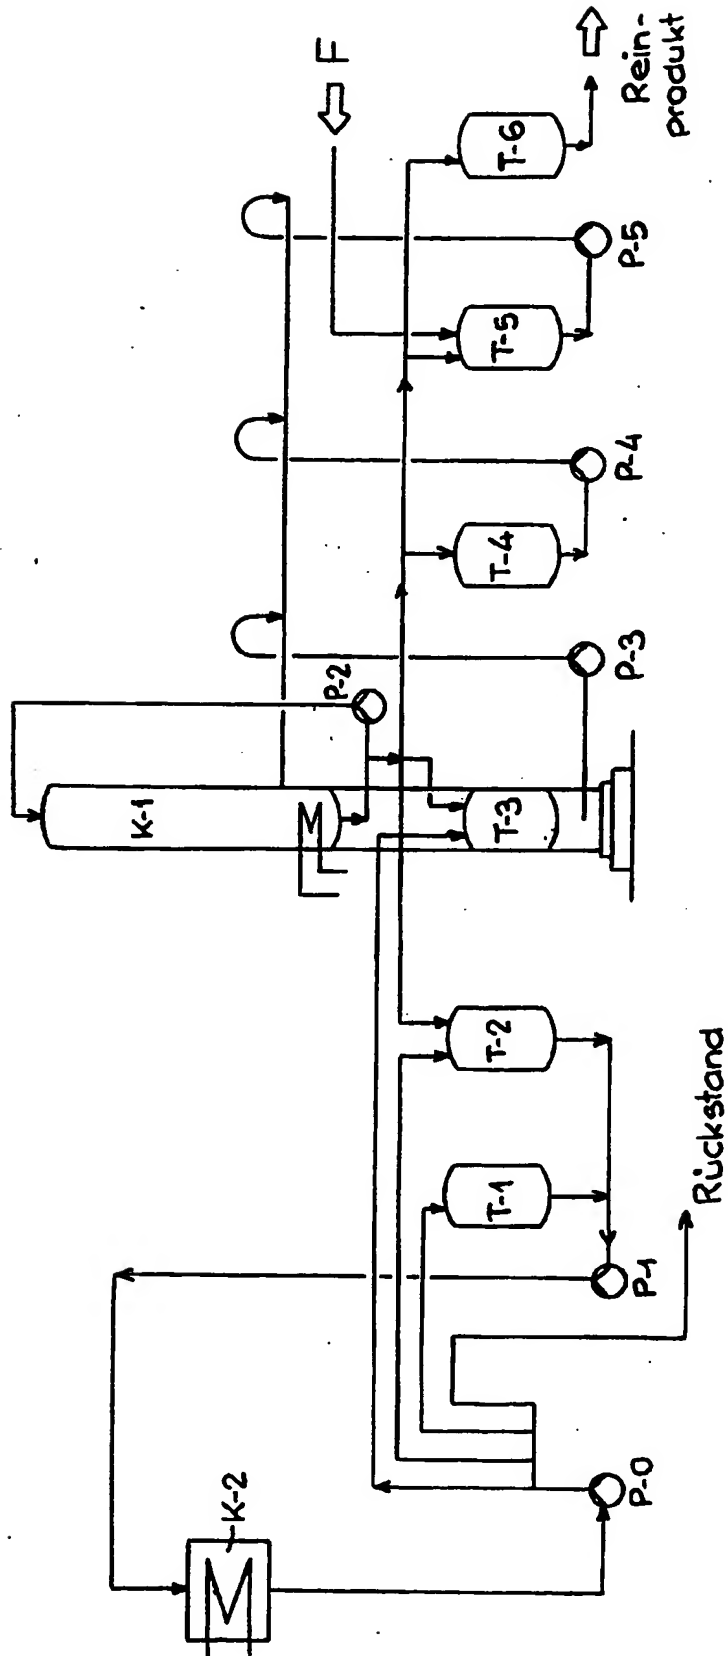 F
Rein-
produkt
T-6
P-5
T-5
P-4
T-4
P-3
P-2
K-1
T-3
T-2
T-1
Rückstand
P-1
K-2
P-0